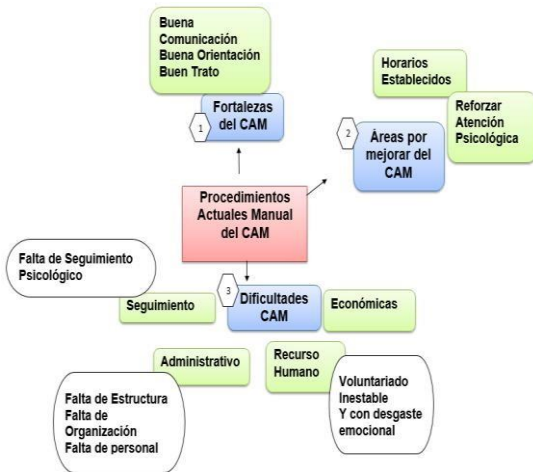 Buena
Comunicación
Buena Orientación
Buen Trato
1
Fortalezas
del CAM
Horarios
Establecidos
Reforzar
Atención
Psicológica
2
Áreas por
mejorar del
CAM
Procedimientos
Actuales Manual
del CAM
Falta de Seguimiento
Psicológico
Seguimiento
3
Dificultades
CAM
Económicas
Administrativo
Recurso
Humano
Falta de Estructura
Falta de
Organización
Falta de personal
Voluntariado
Inestable
Y con desgaste
emocional